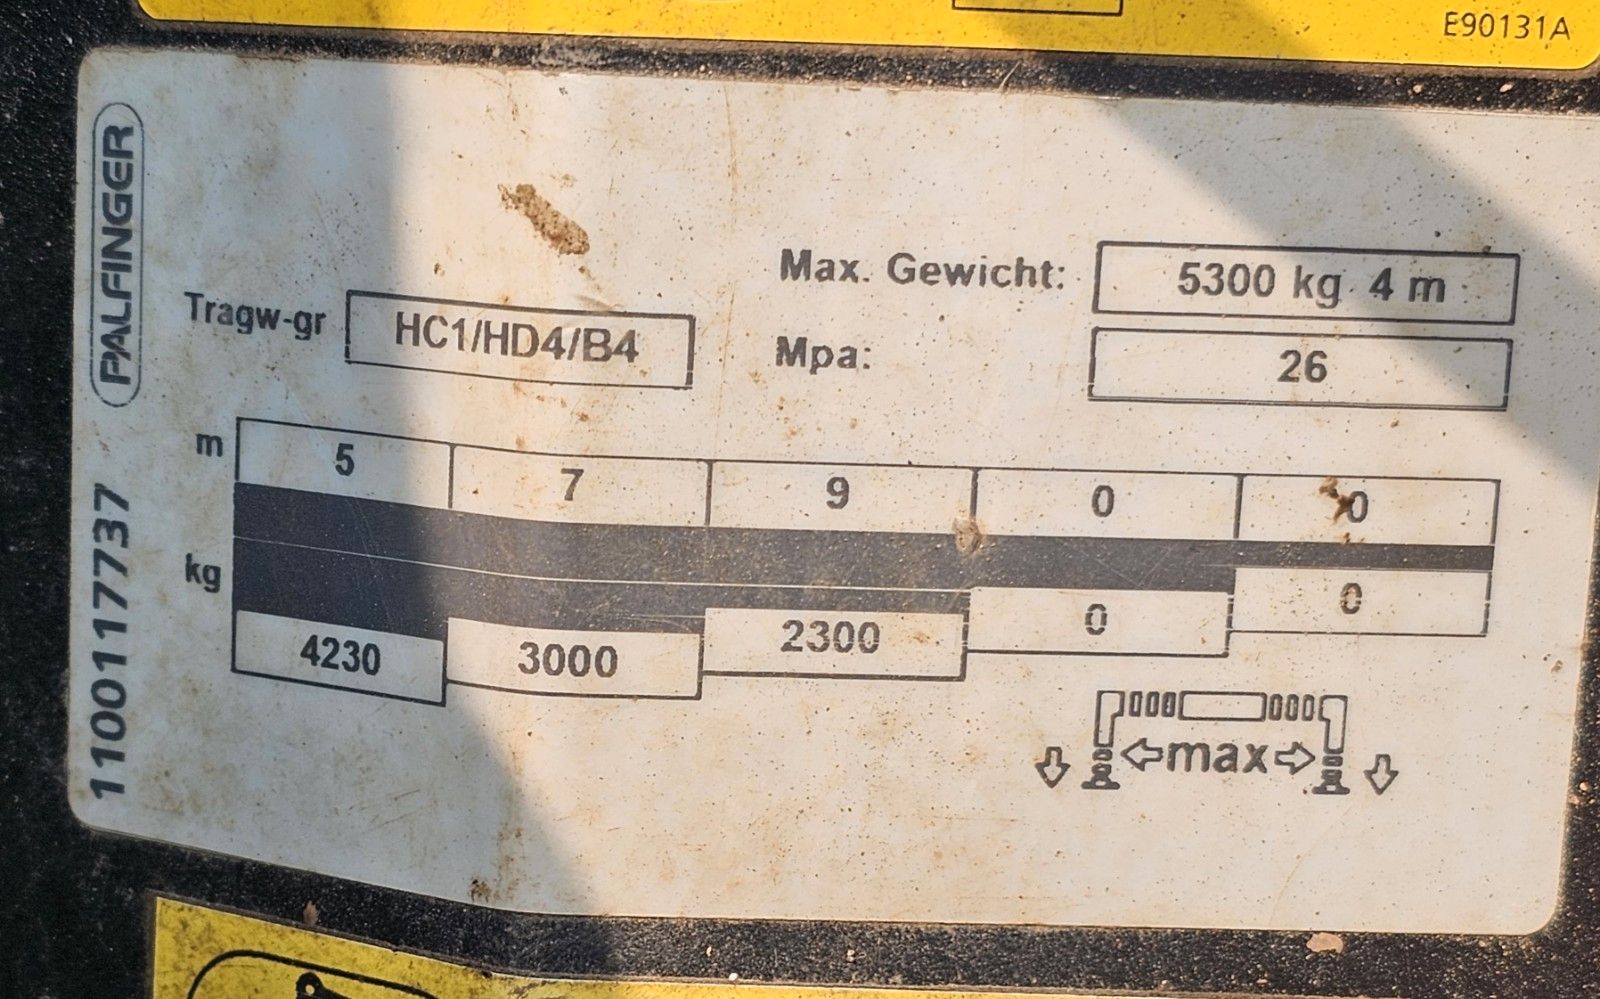 E90131A
PALFINGER
Max. Gewicht: 5300 kg 4 m
Tragw-gr HC1/HD4/B4
Mpa: 26
m 5 7 9 0 0
kg 4230 3000 2300 0 0
max
110017737